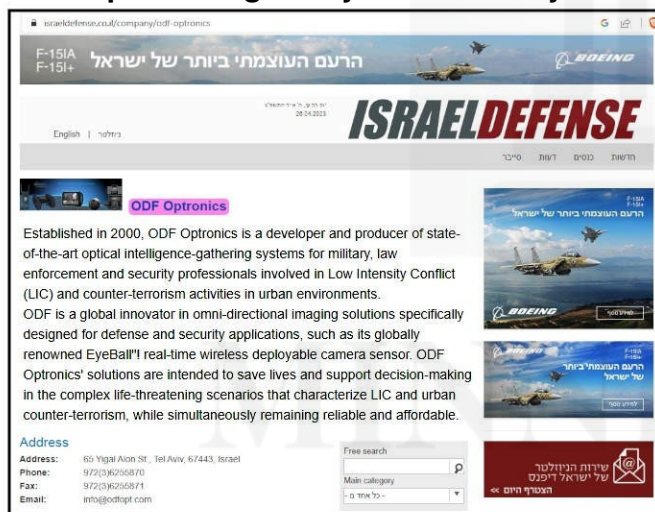 israeldefense.co.il/company/odf-optronics
F-15IA
F-15I+
הרעם העוצמתי ביותר של ישראל
BOEING
28.04.2023
ISRAELDEFENSE
English | ניוזלטר
חדשות כנסים דעות סייבר
ODF Optronics
Established in 2000, ODF Optronics is a developer and producer of state-
of-the-art optical intelligence-gathering systems for military, law
enforcement and security professionals involved in Low Intensity Conflict
(LIC) and counter-terrorism activities in urban environments.
ODF is a global innovator in omni-directional imaging solutions specifically
designed for defense and security applications, such as its globally
renowned EyeBall"l real-time wireless deployable camera sensor. ODF
Optronics' solutions are intended to save lives and support decision-making
in the complex life-threatening scenarios that characterize LIC and urban
counter-terrorism, while simultaneously remaining reliable and affordable.
F-15IA
F-15I+
הרעם העוצמתי ביותר של ישראל
BOEING
למידע נוסף
BOEING
F-15IA
F-15I+
הרעם העוצמתי ביותר
של ישראל
למידע נוסף
Address
Address: 65 Yigal Alon St., Tel Aviv, 67443, Israel
Phone: 972(3)6255870
Fax: 972(3)6255871
Email: info@odfopt.com
Free search
Main category
- כל אחד מ -
שירות הניוזלטר
של ישראל דיפנס
הצטרף היום >>